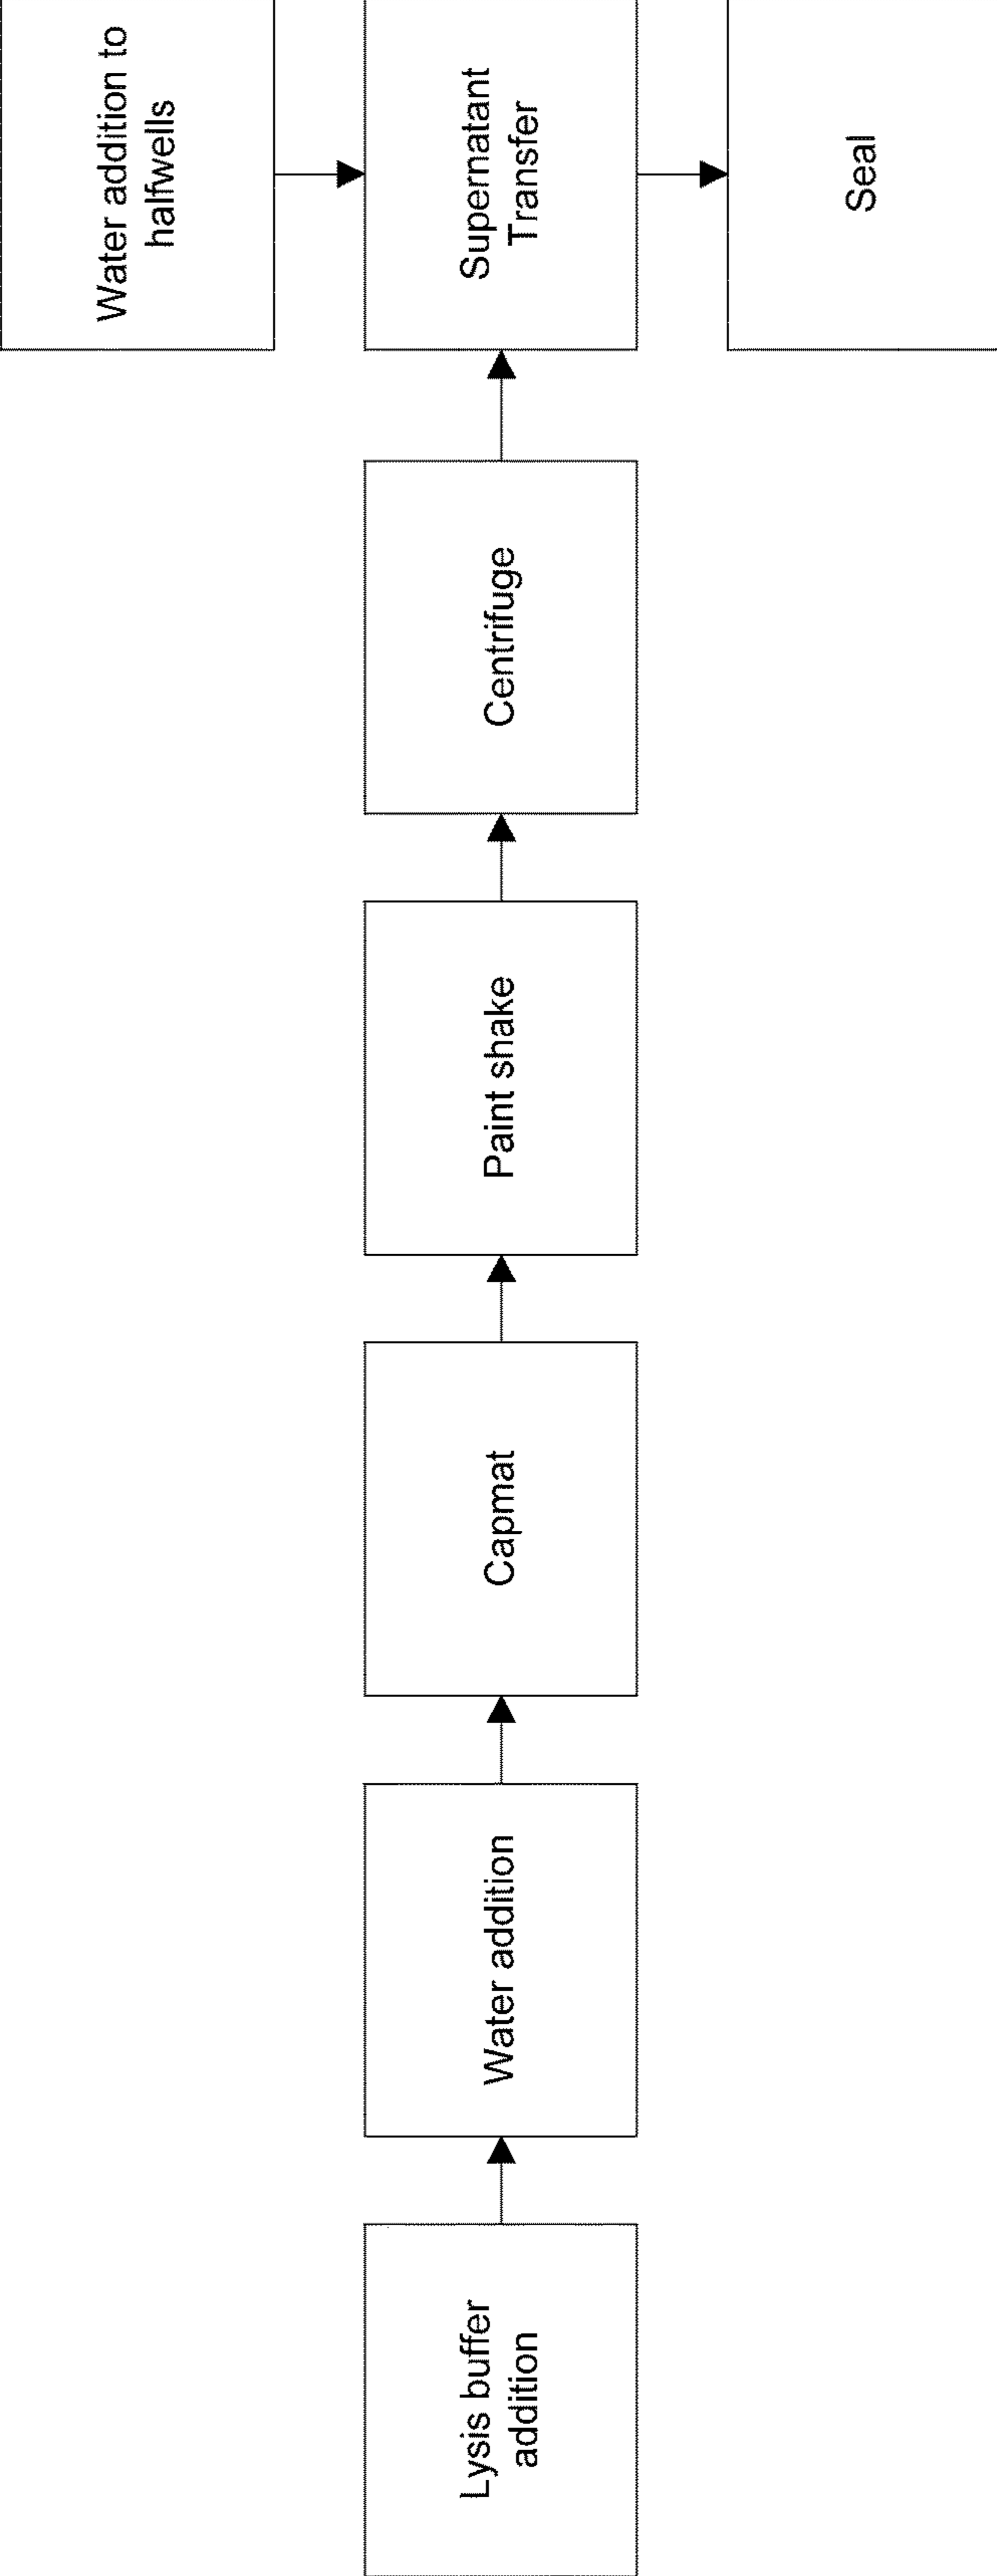 Water addition to
halfwells
Lysis buffer
addition
Water addition
Capmat
Paint shake
Centrifuge
Supernatant
Transfer
Seal